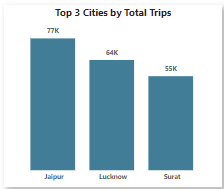 Top 3 Cities by Total Trips
77K
64K
55K
Jaipur Lucknow Surat